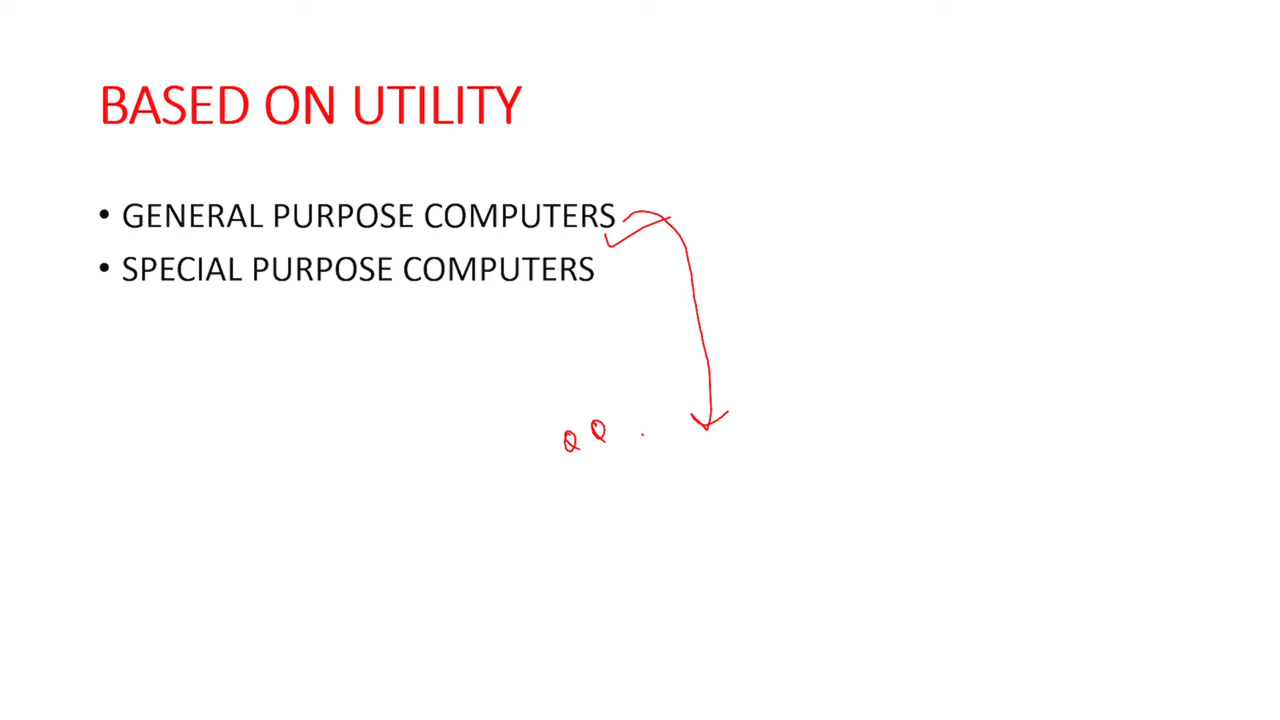 BASED ON UTILITY
• GENERAL PURPOSE COMPUTERS
• SPECIAL PURPOSE COMPUTERS